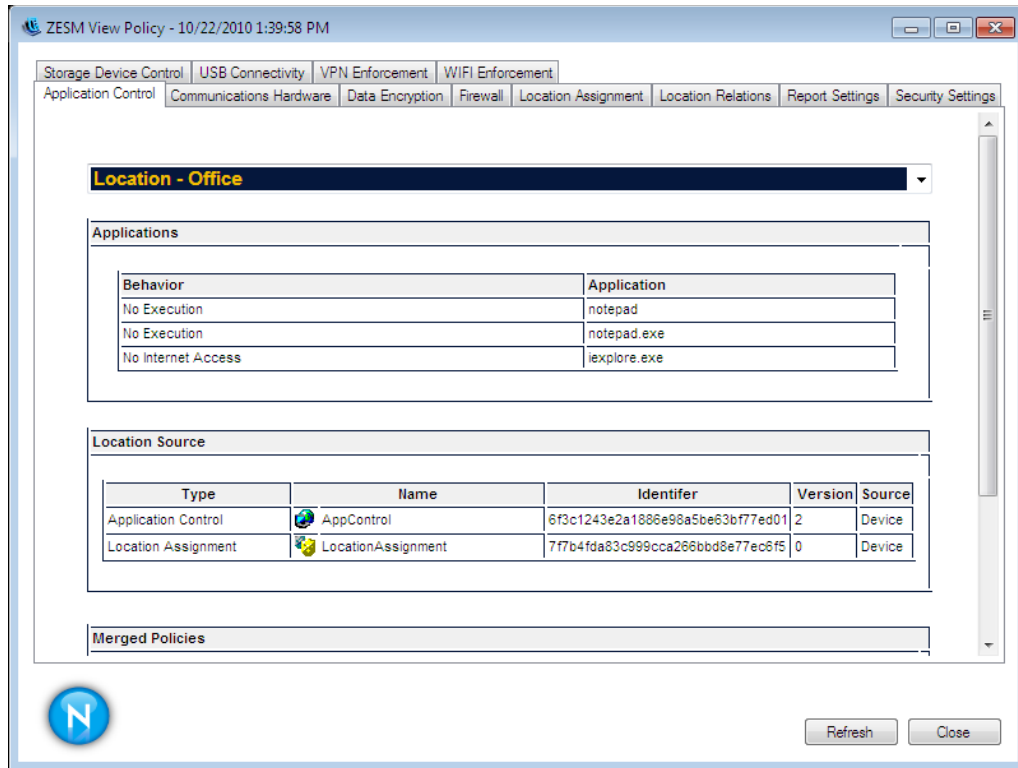 ZESM View Policy - 10/22/2010 1:39:58 PM
Storage Device Control USB Connectivity VPN Enforcement WIFI Enforcement
Application Control Communications Hardware Data Encryption Firewall Location Assignment Location Relations Report Settings Security Settings
Location - Office
Applications
Behavior Application
No Execution notepad
No Execution notepad.exe
No Internet Access iexplore.exe
Location Source
Type Name Identifer Version Source
Application Control AppControl 6f3c1243e2a1886e98a5be63bf77ed01 2 Device
Location Assignment LocationAssignment 7f7b4fda83c999cca266bbd8e77ec6f5 0 Device
Merged Policies
N
Refresh Close